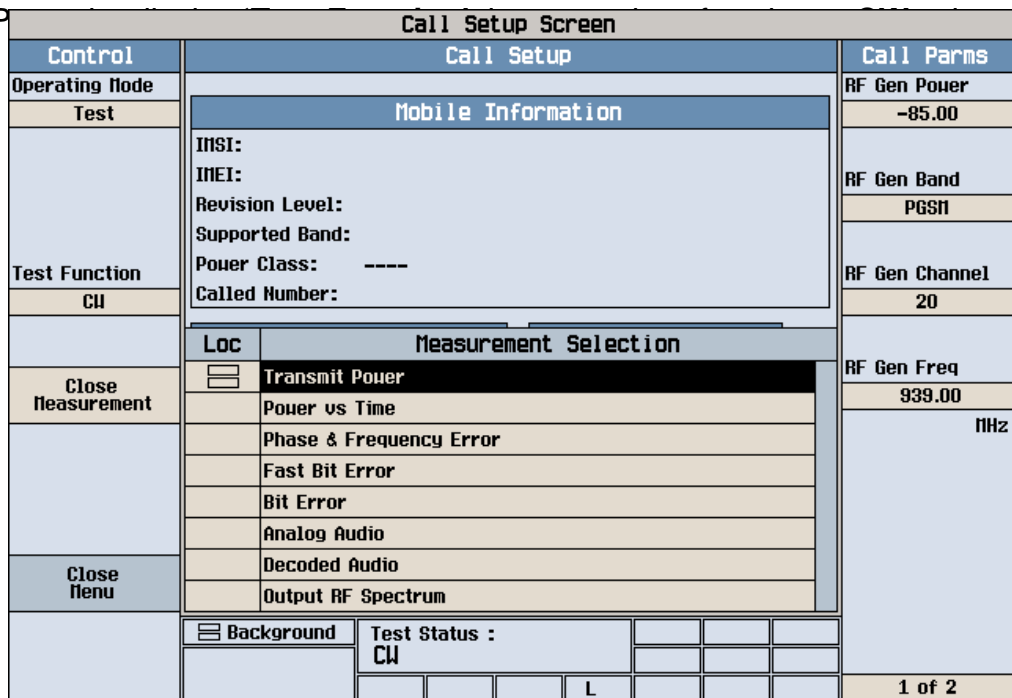 Call Setup Screen
Control
Operating Mode
Test
Test Function
CW
Close
Measurement
Close
Menu
Call Setup
Mobile Information
IMSI:
IMEI:
Revision Level:
Supported Band:
Power Class: ----
Called Number:
Loc
Measurement Selection
Transmit Power
Power vs Time
Phase & Frequency Error
Fast Bit Error
Bit Error
Analog Audio
Decoded Audio
Output RF Spectrum
Background
Test Status :
CW
L
Call Parms
RF Gen Power
-85.00
RF Gen Band
PGSM
RF Gen Channel
20
RF Gen Freq
939.00
MHz
1 of 2